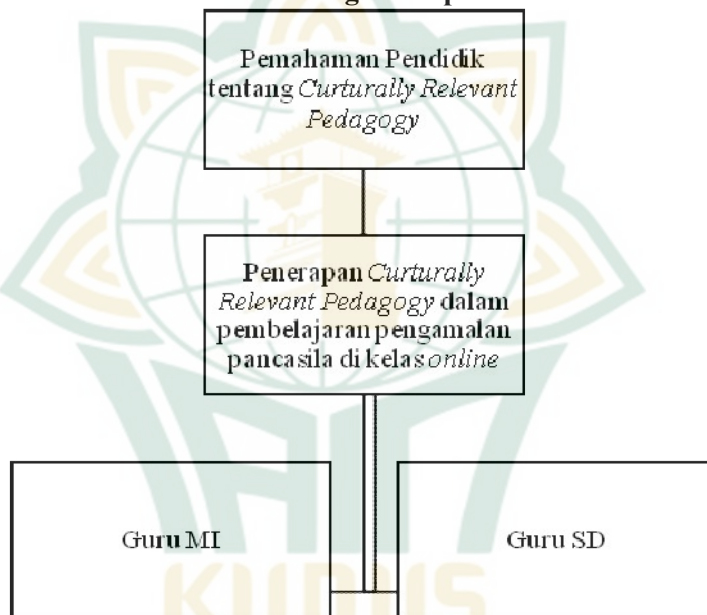 Pemahaman Pendidik
tentang Curturally Relevant
Pedagogy
Penerapan Curturally
Relevant Pedagogy dalam
pembelajaran pengamalan
pancasila di kelas online
Guru MI
Guru SD
KUDUS